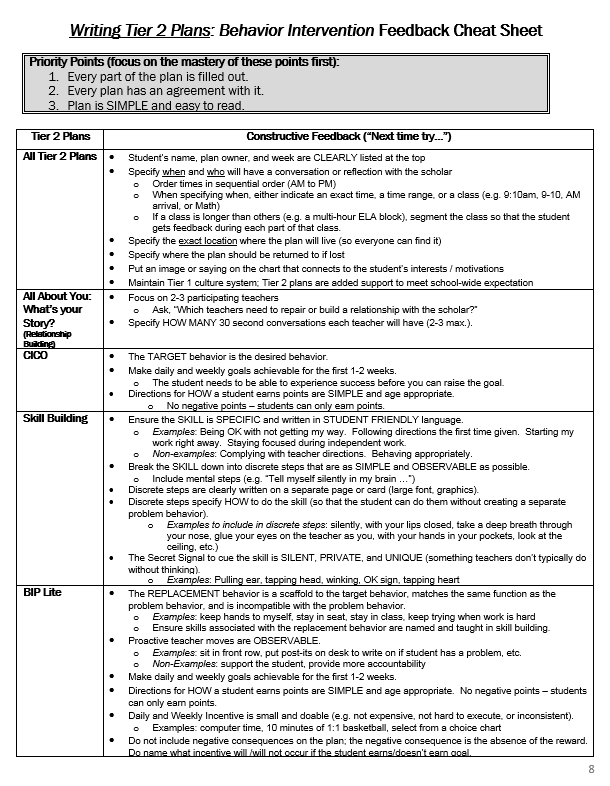 Writing Tier 2 Plans: Behavior Intervention Feedback Cheat Sheet
Priority Points (focus on the mastery of these points first):
1. Every part of the plan is filled out.
2. Every plan has an agreement with it.
3. Plan is SIMPLE and easy to read.
Tier 2 Plans
Constructive Feedback ("Next time try...")
All Tier 2 Plans
• Student's name, plan owner, and week are CLEARLY listed at the top
• Specify when and who will have a conversation or reflection with the scholar
o Order times in sequential order (AM to PM)
o When specifying when, either indicate an exact time, a time range, or a class (e.g. 9:10am, 9-10, AM
arrival, or Math)
o If a class is longer than others (e.g. a multi-hour ELA block), segment the class so that the student
gets feedback during each part of that class.
• Specify the exact location where the plan will live (so everyone can find it)
• Specify where the plan should be returned to if lost
• Put an image or saying on the chart that connects to the student's interests / motivations
• Maintain Tier 1 culture system; Tier 2 plans are added support to meet school-wide expectation
All About You:
What's your
Story?
(Relationship
Building)
• Focus on 2-3 participating teachers
o Ask, "Which teachers need to repair or build a relationship with the scholar?"
• Specify HOW MANY 30 second conversations each teacher will have (2-3 max.).
CICO
• The TARGET behavior is the desired behavior.
• Make daily and weekly goals achievable for the first 1-2 weeks.
o The student needs to be able to experience success before you can raise the goal.
• Directions for HOW a student earns points are SIMPLE and age appropriate.
o No negative points – students can only earn points.
Skill Building
• Ensure the SKILL is SPECIFIC and written in STUDENT FRIENDLY language.
o Examples: Being OK with not getting my way. Following directions the first time given. Starting my
work right away. Staying focused during independent work.
o Non-examples: Complying with teacher directions. Behaving appropriately.
• Break the SKILL down into discrete steps that are as SIMPLE and OBSERVABLE as possible.
o Include mental steps (e.g. "Tell myself silently in my brain ...")
• Discrete steps are clearly written on a separate page or card (large font, graphics).
• Discrete steps specify HOW to do the skill (so that the student can do them without creating a separate
problem behavior).
o Examples to include in discrete steps: silently, with your lips closed, take a deep breath through
your nose, glue your eyes on the teacher as you, with your hands in your pockets, look at the
ceiling, etc.)
• The Secret Signal to cue the skill is SILENT, PRIVATE, and UNIQUE (something teachers don't typically do
without thinking).
o Examples: Pulling ear, tapping head, winking, OK sign, tapping heart
BIP Lite
• The REPLACEMENT behavior is a scaffold to the target behavior, matches the same function as the
problem behavior, and is incompatible with the problem behavior.
o Examples: keep hands to myself, stay in seat, stay in class, keep trying when work is hard
o Ensure skills associated with the replacement behavior are named and taught in skill building.
• Proactive teacher moves are OBSERVABLE.
o Examples: sit in front row, put post-its on desk to write on if student has a problem, etc.
o Non-Examples: support the student, provide more accountability
• Make daily and weekly goals achievable for the first 1-2 weeks.
• Directions for HOW a student earns points are SIMPLE and age appropriate. No negative points – students
can only earn points.
• Daily and Weekly Incentive is small and doable (e.g. not expensive, not hard to execute, or inconsistent).
o Examples: computer time, 10 minutes of 1:1 basketball, select from a choice chart
• Do not include negative consequences on the plan; the negative consequence is the absence of the reward.
Do name what incentive will /will not occur if the student earns/doesn't earn goal.
8